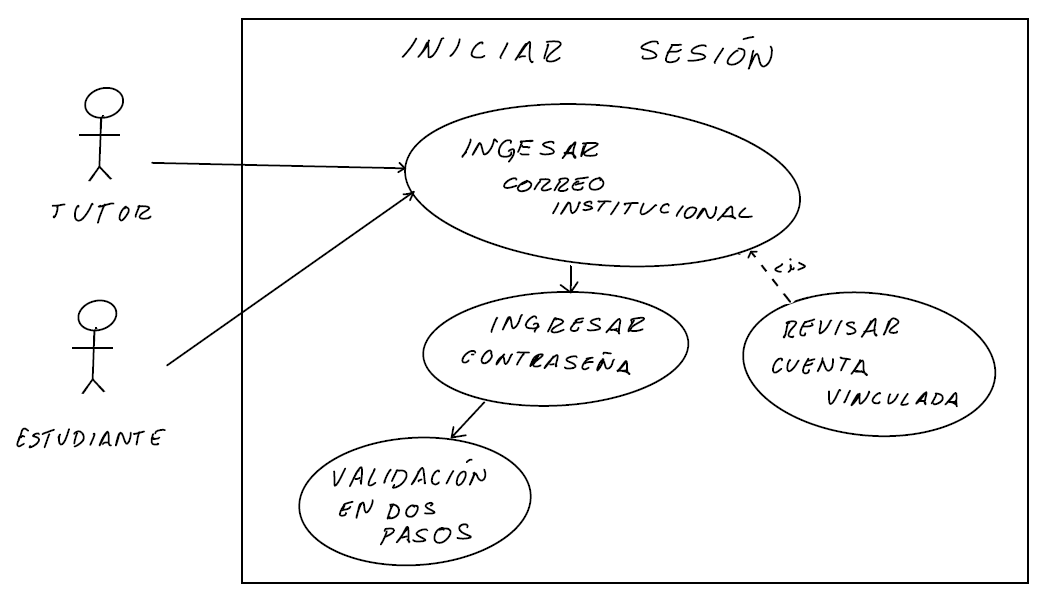 INICIAR SESIÓN
TUTOR
ESTUDIANTE
INGESAR
CORREO
INSTITUCIONAL
<i>
INGRESAR
CONTRASEÑA
REVISAR
CUENTA
VINCULADA
VALIDACIÓN
EN DOS
PASOS